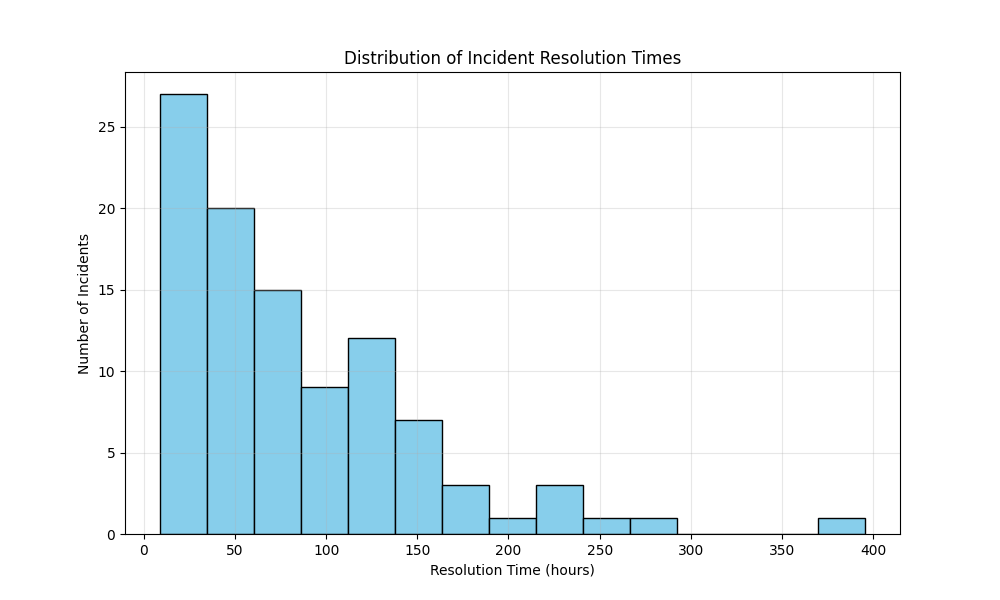 Distribution of Incident Resolution Times
Number of Incidents
25
20
15
10
5
0
0 50 100 150 200 250 300 350 400
Resolution Time (hours)